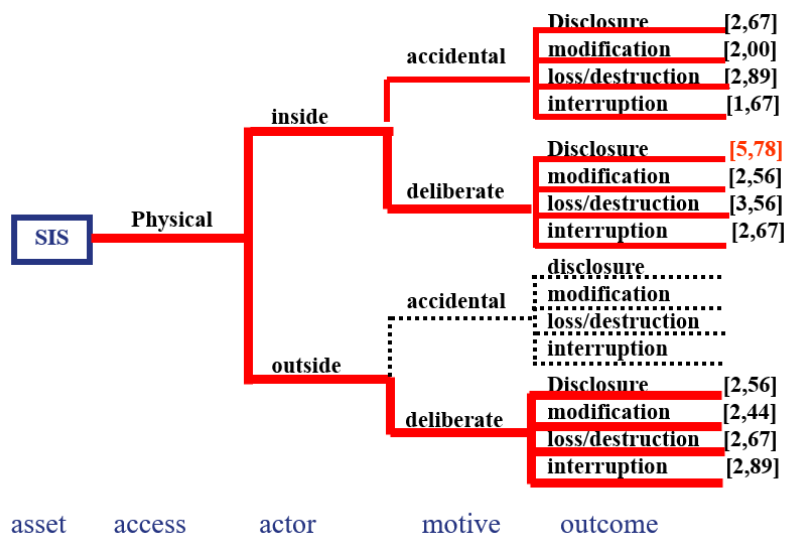 Disclosure [2,67]
accidental modification [2,00]
loss/destruction [2,89]
inside interruption [1,67]
Disclosure [5,78]
deliberate modification [2,56]
loss/destruction [3,56]
SIS Physical interruption [2,67]
disclosure
accidental modification
loss/destruction
interruption
outside Disclosure [2,56]
deliberate modification [2,44]
loss/destruction [2,67]
interruption [2,89]
asset access actor motive outcome